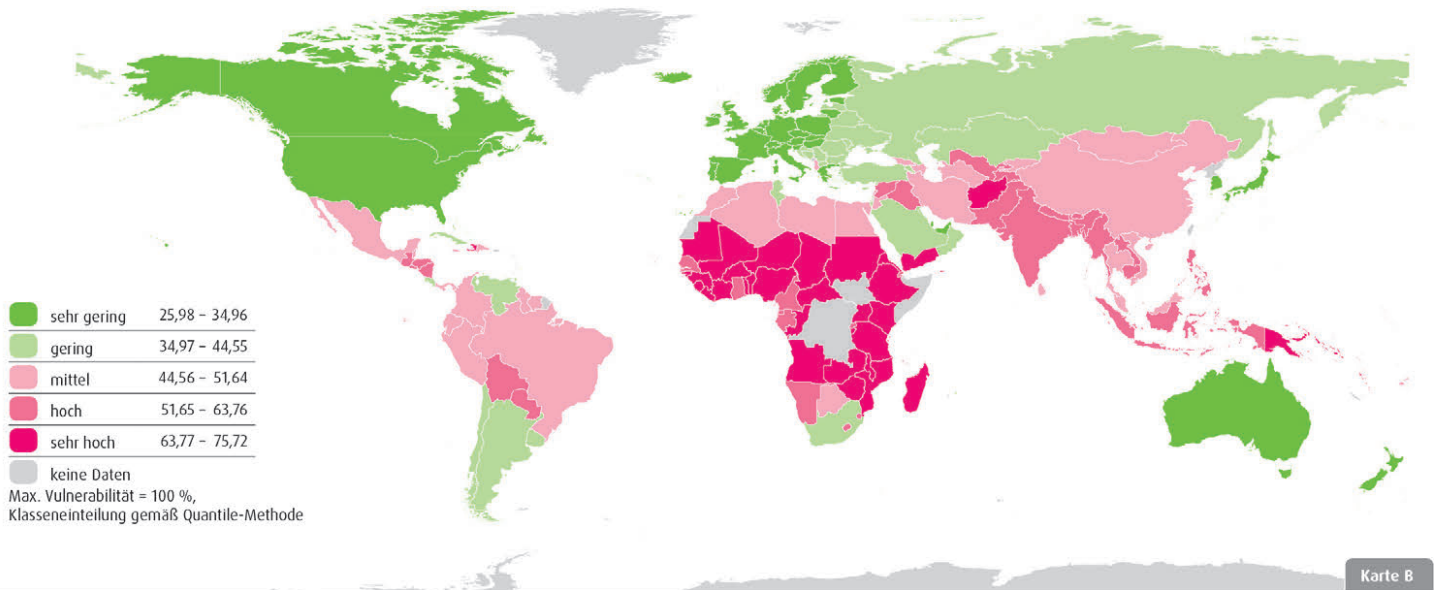 sehr gering 25,98 – 34,96
gering 34,97 – 44,55
mittel 44,56 – 51,64
hoch 51,65 – 63,76
sehr hoch 63,77 – 75,72
keine Daten
Max. Vulnerabilität = 100 %,
Klasseneinteilung gemäß Quantile-Methode
Karte B